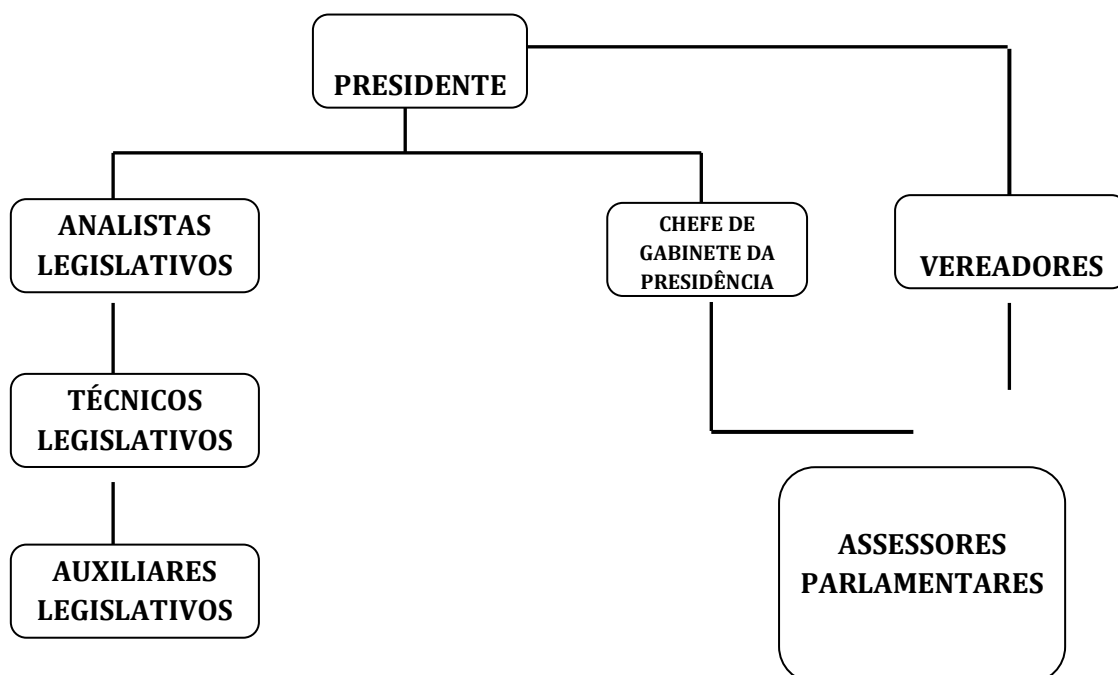 PRESIDENTE
ANALISTAS
LEGISLATIVOS
CHEFE DE
GABINETE DA
PRESIDÊNCIA
VEREADORES
TÉCNICOS
LEGISLATIVOS
AUXILIARES
LEGISLATIVOS
ASSESSORES
PARLAMENTARES